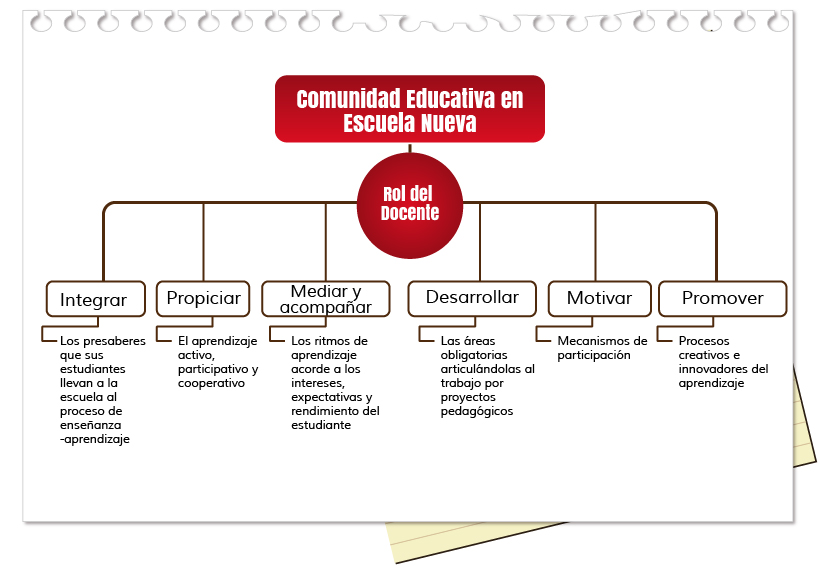 Comunidad Educativa en
Escuela Nueva
Rol del
Docente
Integrar
Los presaberes
que sus
estudiantes
llevan a la
escuela al
proceso de
enseñanza
-aprendizaje
Propiciar
El aprendizaje
activo,
participativo y
cooperativo
Mediar y
acompañar
Los ritmos de
aprendizaje
acorde a los
intereses,
expectativas y
rendimiento del
estudiante
Desarrollar
Las áreas
obligatorias
articulándolas al
trabajo por
proyectos
pedagógicos
Motivar
Mecanismos de
participación
Promover
Procesos
creativos e
innovadores del
aprendizaje